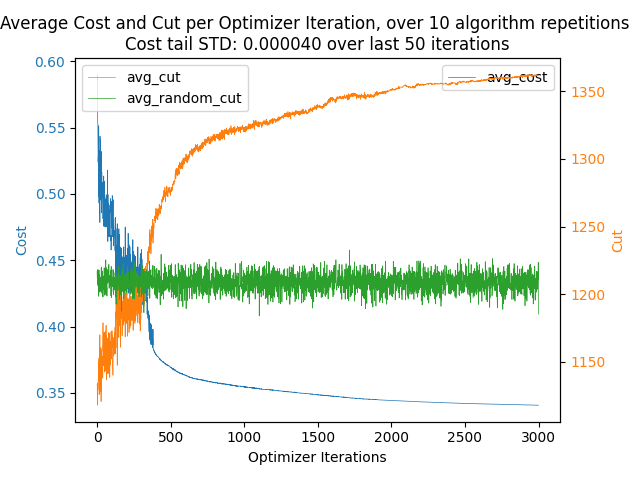 Average Cost and Cut per Optimizer Iteration, over 10 algorithm repetitions
Cost tail STD: 0.000040 over last 50 iterations
avg_cut
avg_random_cut
avg_cost
0.60
0.55
0.50
0.45
0.40
0.35
Cost
1350
1300
1250
1200
1150
Cut
0
500
1000
1500
2000
2500
3000
Optimizer Iterations